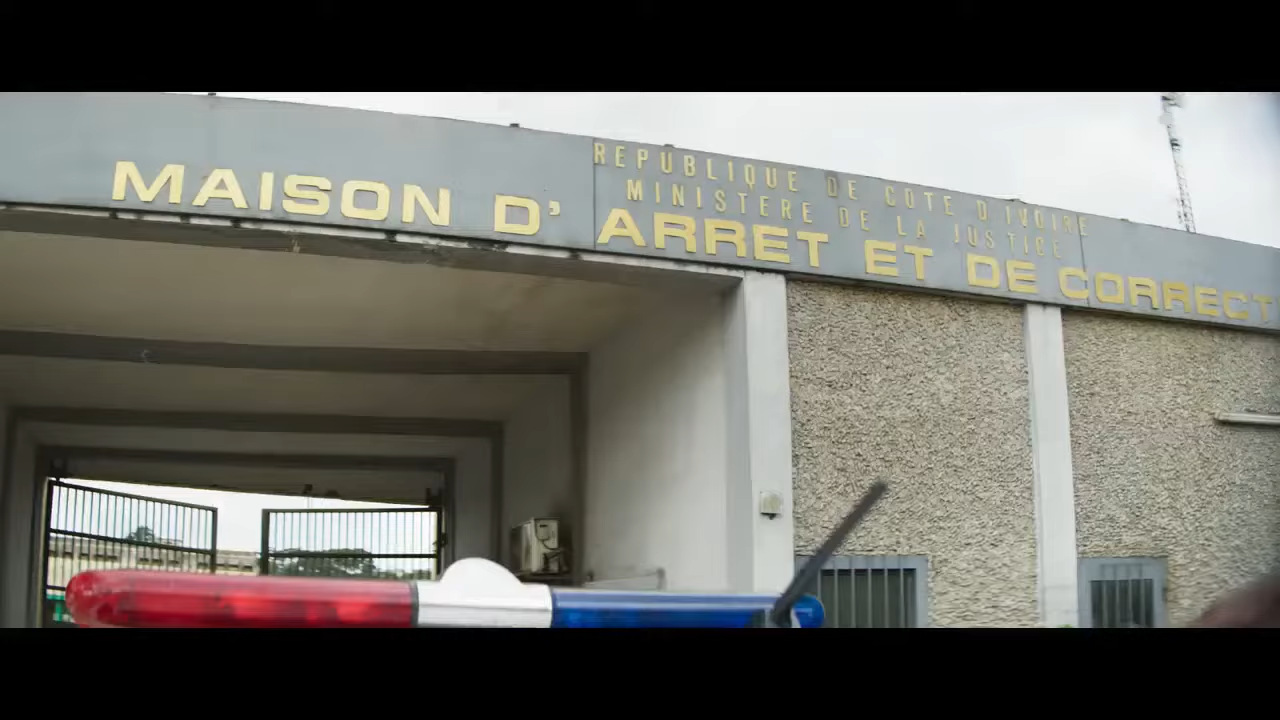 REPUBLIQUE DE COTE D'IVOIRE
MINISTERE DE LA JUSTICE
MAISON D' ARRET ET DE CORRECT